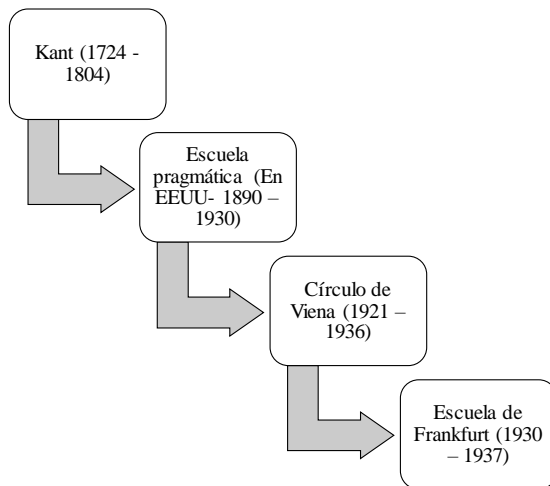 Kant (1724 -
1804)
Escuela
pragmática (En
EEUU- 1890 –
1930)
Círculo de
Viena (1921 –
1936)
Escuela de
Frankfurt (1930
– 1937)